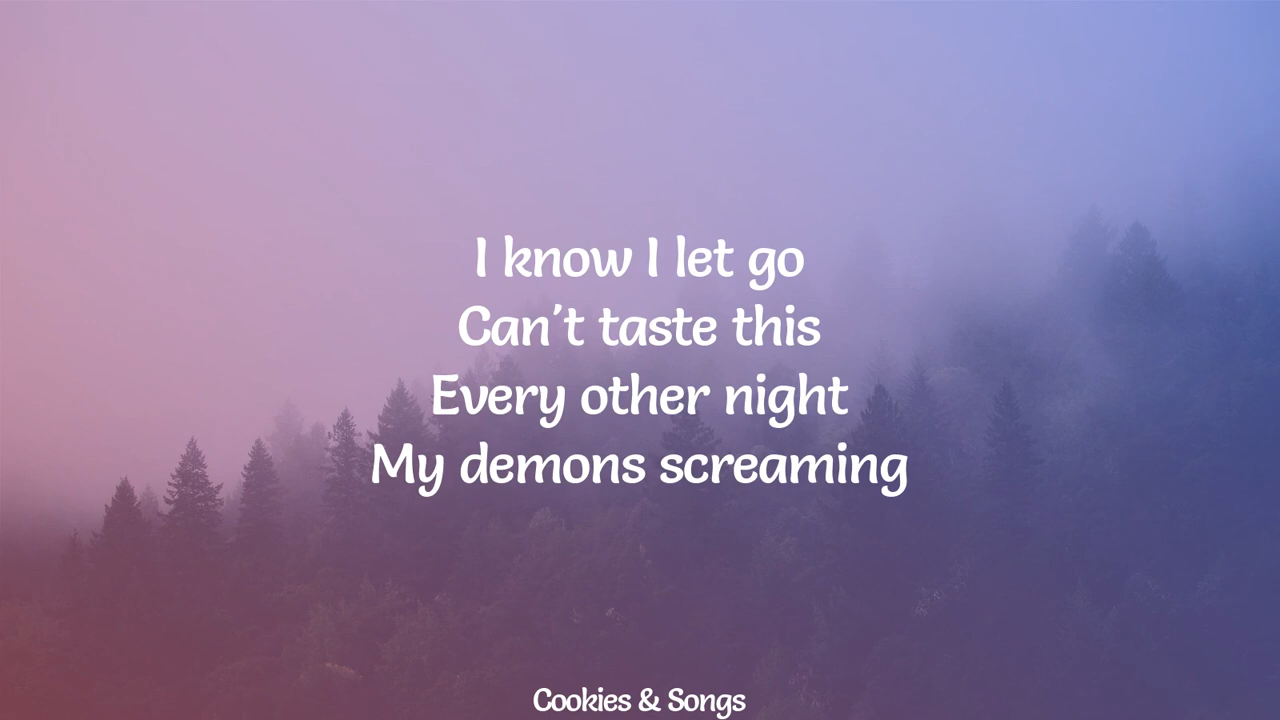 I know I let go
Can't taste this
Every other night
My demons screaming
Cookies & Songs